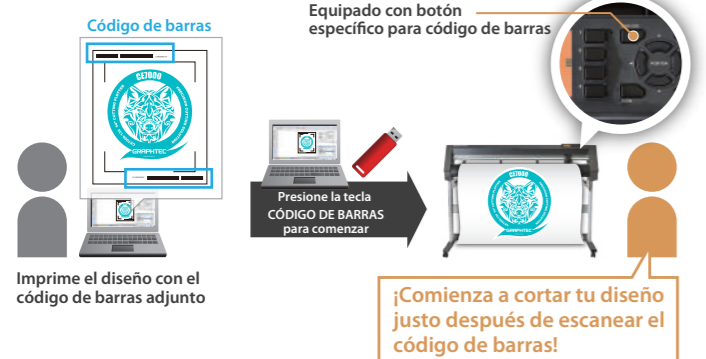 Código de barras
CE7000
GRAPHTEC
Imprime el diseño con el
código de barras adjunto
Presione la tecla
CÓDIGO DE BARRAS
para comenzar
Equipado con botón
específico para código de barras
CE7000
GRAPHTEC
¡Comienza a cortar tu diseño
justo después de escanear el
código de barras!